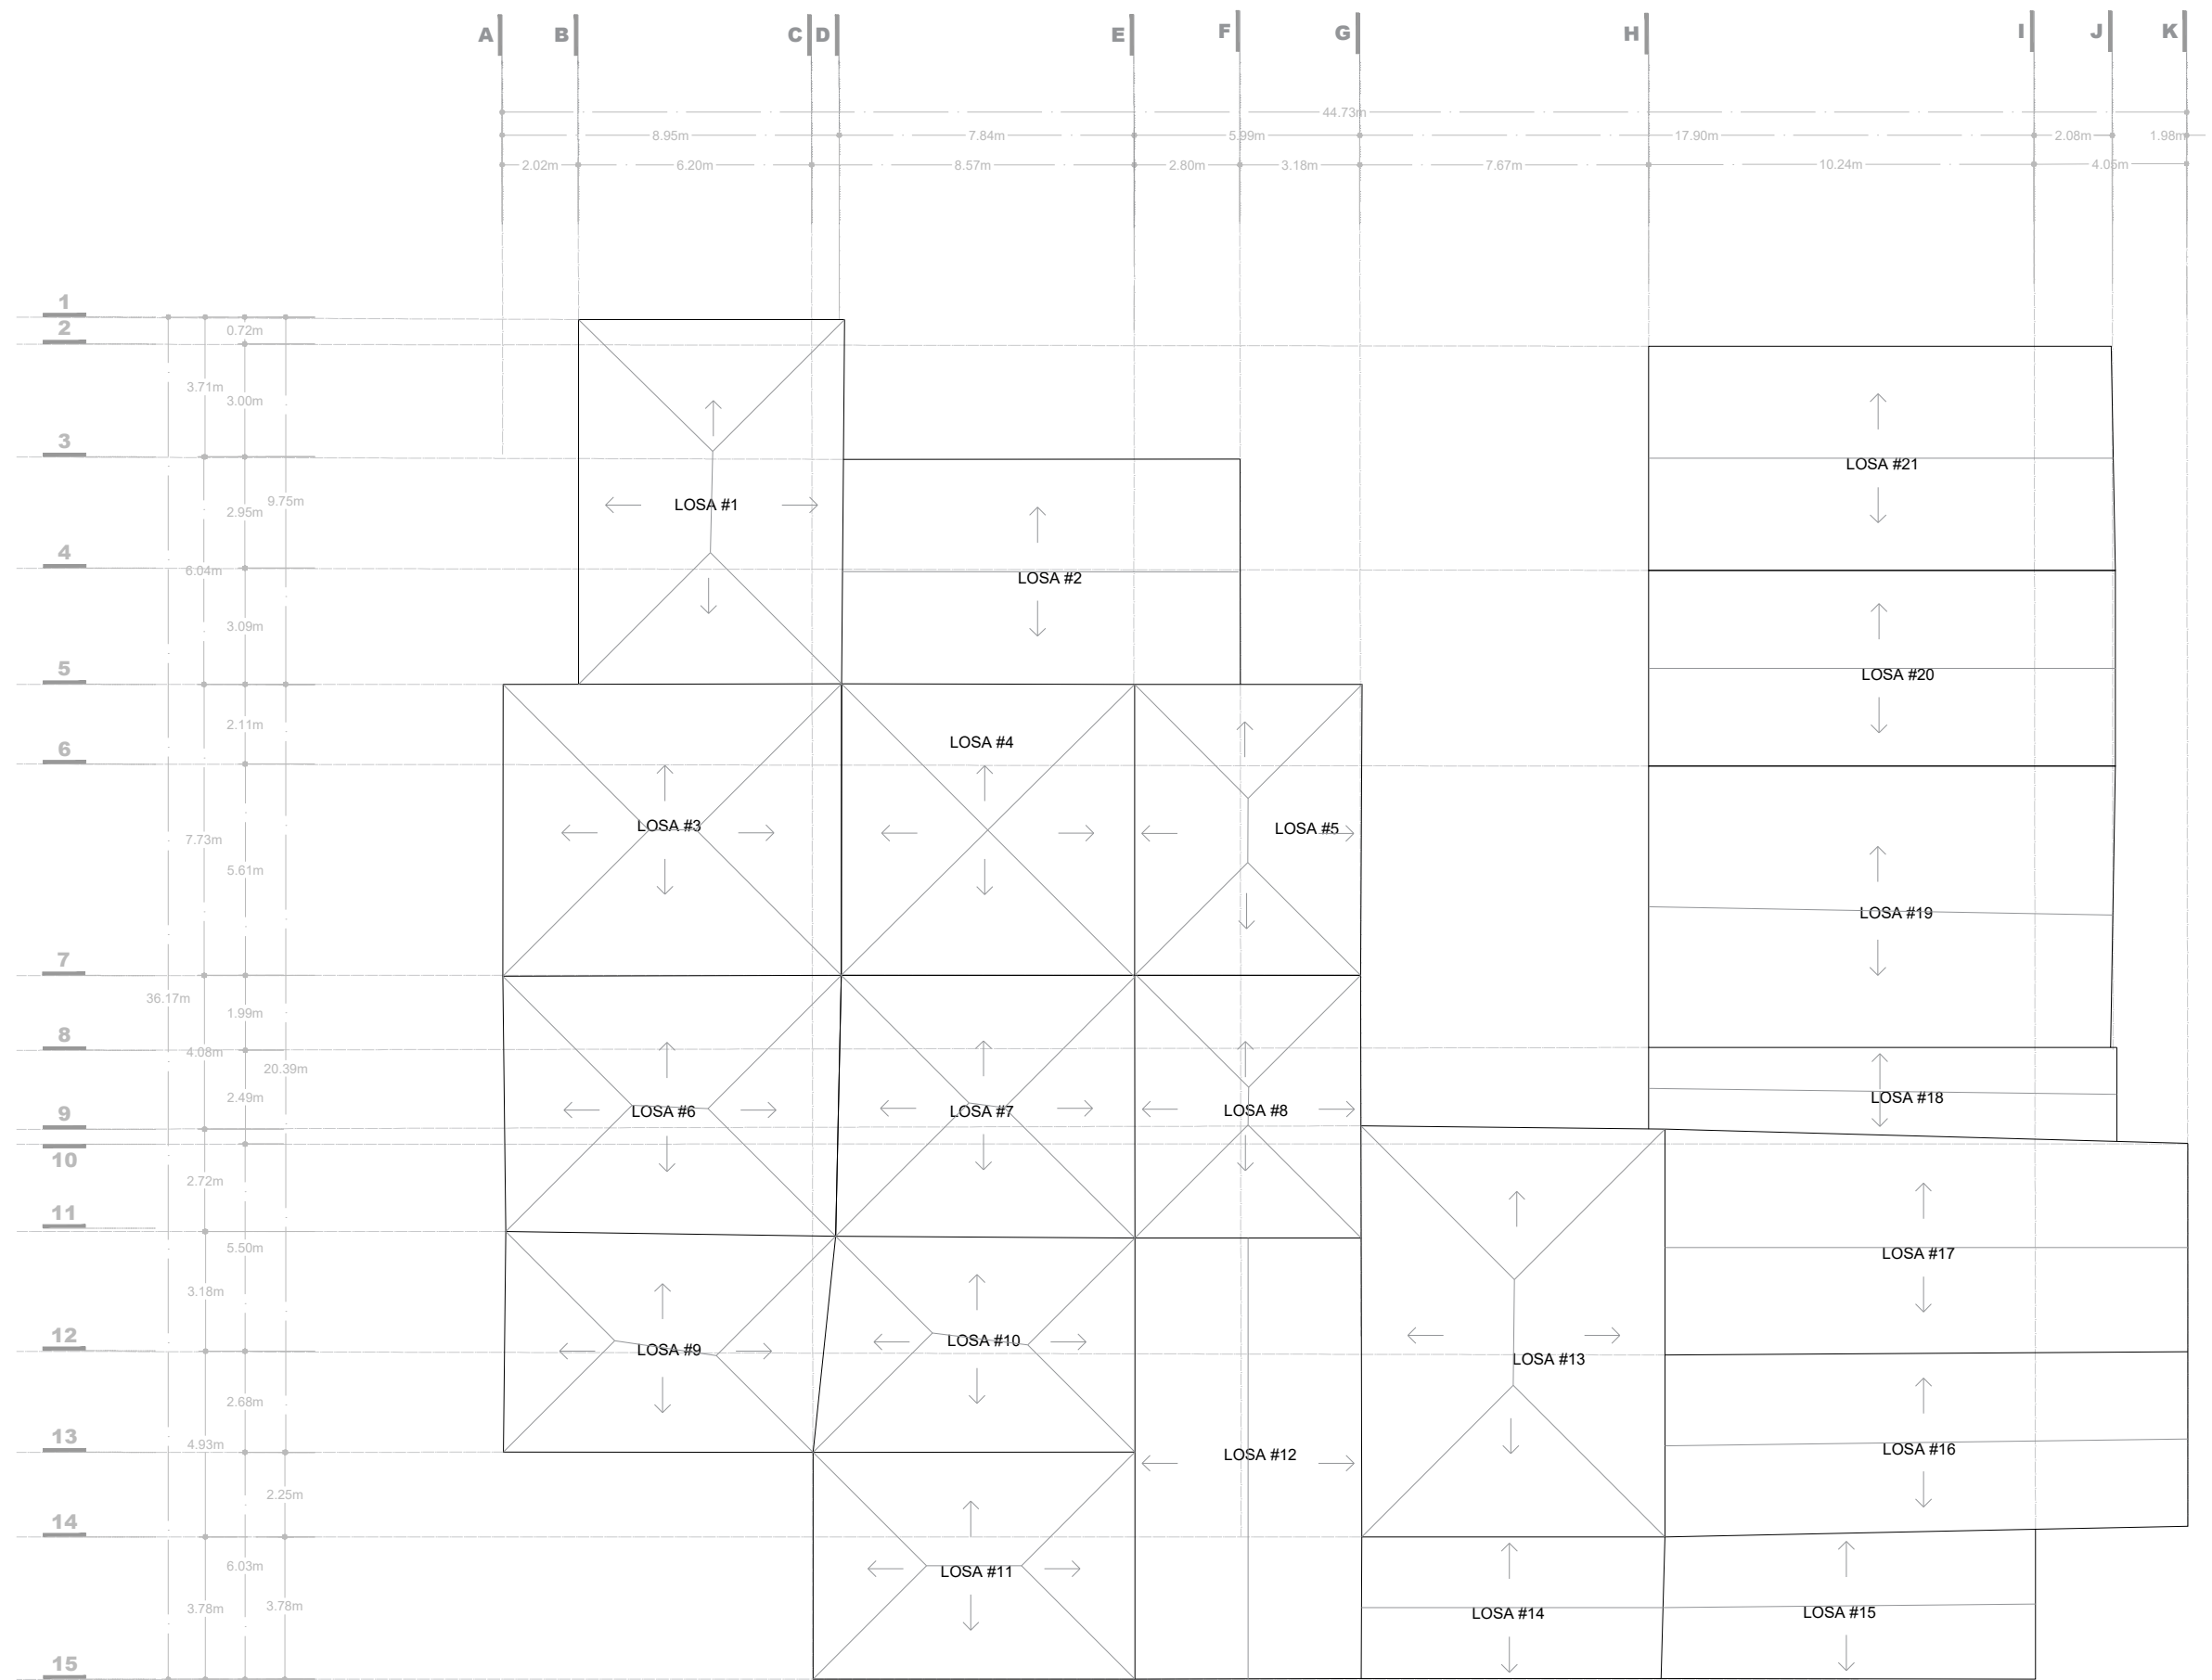 A B C D E F G H I J K
44.73m
8.95m 7.84m 5.99m 17.90m 2.08m 1.98m
2.02m 6.20m 8.57m 2.80m 3.18m 7.67m 10.24m 4.05m
1
0.72m
2
3.71m
3.00m
3
LOSA #21
9.75m
LOSA #1
2.95m
4
6.04m
LOSA #2
3.09m
5
LOSA #20
2.11m
LOSA #4
6
LOSA #3
LOSA #5
7.73m
5.61m
LOSA #19
7
36.17m
1.99m
8
4.08m
20.39m
2.49m
LOSA #18
9
LOSA #6 LOSA #7 LOSA #8
10
2.72m
11
5.50m
LOSA #17
3.18m
12
LOSA #9 LOSA #10
LOSA #13
2.68m
13
4.93m
LOSA #16
LOSA #12
2.25m
14
6.03m
LOSA #11
3.78m 3.78m
LOSA #14 LOSA #15
15